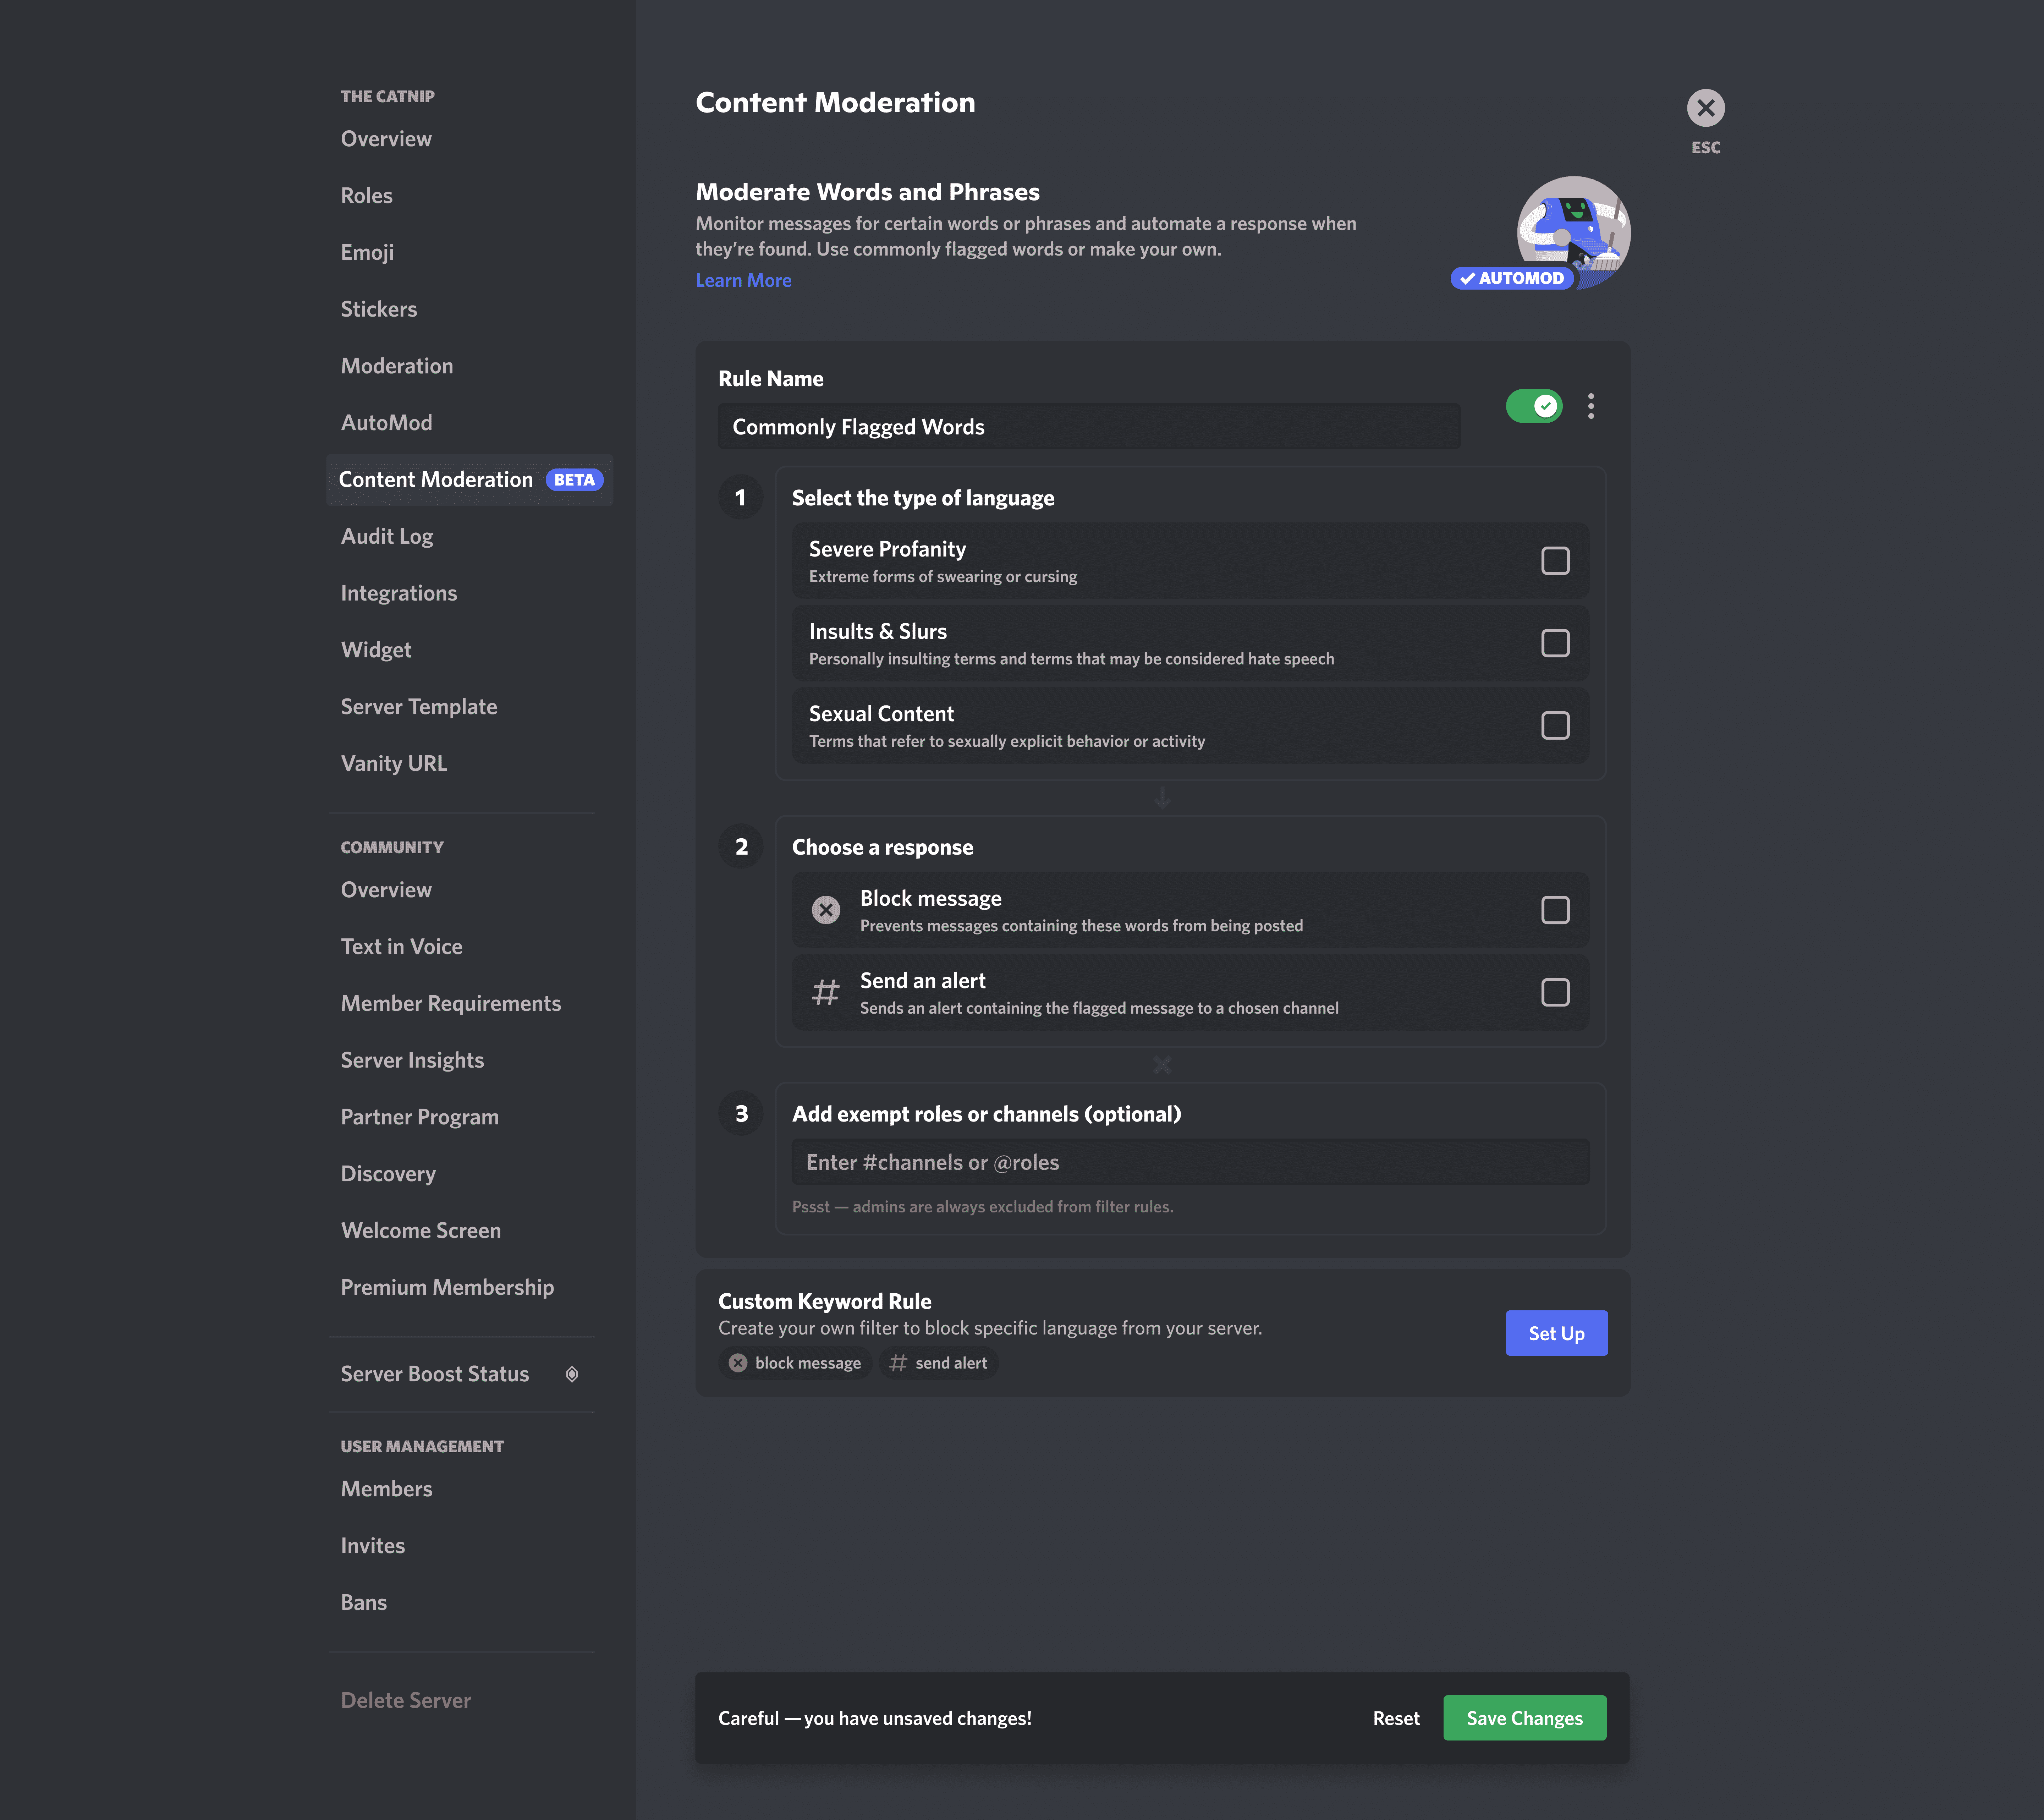 THE CATNIP
Overview
Roles
Emoji
Stickers
Moderation
AutoMod
Content Moderation BETA
Audit Log
Integrations
Widget
Server Template
Vanity URL
COMMUNITY
Overview
Text in Voice
Member Requirements
Server Insights
Partner Program
Discovery
Welcome Screen
Premium Membership
Server Boost Status
USER MANAGEMENT
Members
Invites
Bans
Delete Server
Content Moderation
ESC
Moderate Words and Phrases
Monitor messages for certain words or phrases and automate a response when
they’re found. Use commonly flagged words or make your own.
Learn More
AUTOMOD
Rule Name
Commonly Flagged Words
1 Select the type of language
Severe Profanity
Extreme forms of swearing or cursing
Insults & Slurs
Personally insulting terms and terms that may be considered hate speech
Sexual Content
Terms that refer to sexually explicit behavior or activity
2 Choose a response
Block message
Prevents messages containing these words from being posted
# Send an alert
Sends an alert containing the flagged message to a chosen channel
3 Add exempt roles or channels (optional)
Enter #channels or @roles
Pssst — admins are always excluded from filter rules.
Custom Keyword Rule
Create your own filter to block specific language from your server.
block message # send alert
Set Up
Careful — you have unsaved changes!
Reset
Save Changes